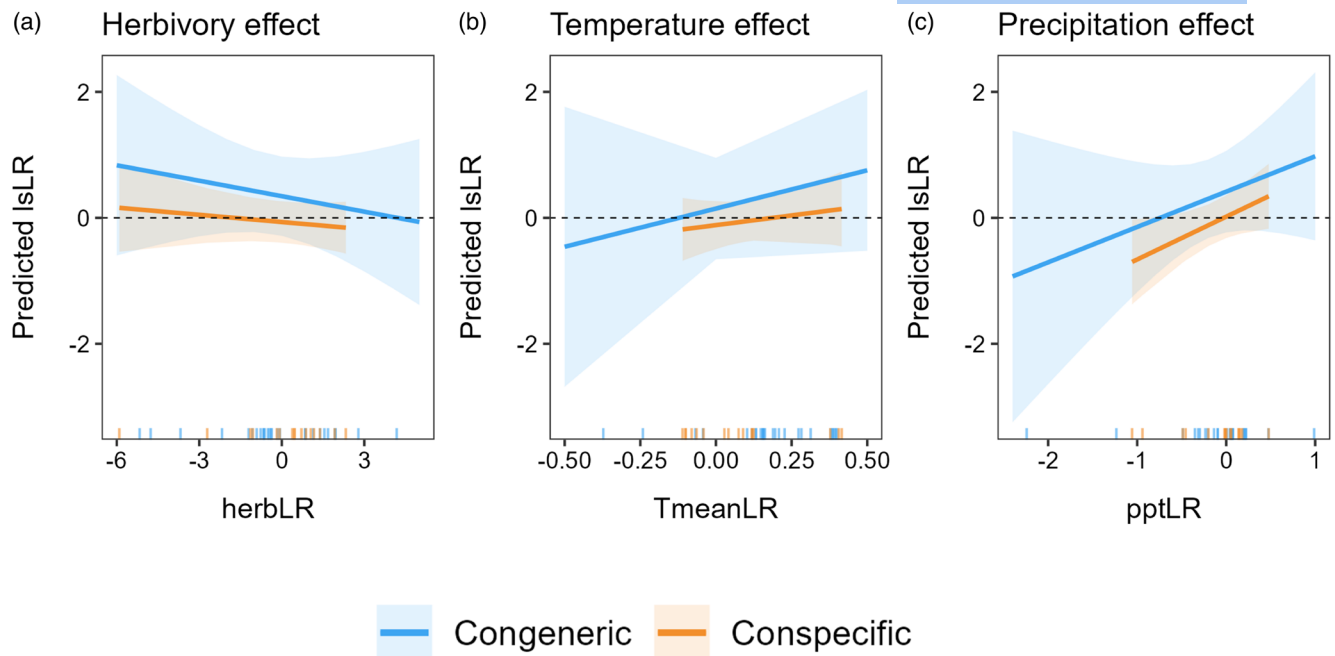 (a) Herbivory effect
(b) Temperature effect
(c) Precipitation effect
Predicted lsLR
2
0
-2
-6 -3 0 3
herbLR
Predicted lsLR
2
0
-2
-0.50 -0.25 0.00 0.25 0.50
TmeanLR
Predicted lsLR
2
0
-2
-2 -1 0 1
pptLR
Congeneric Conspecific